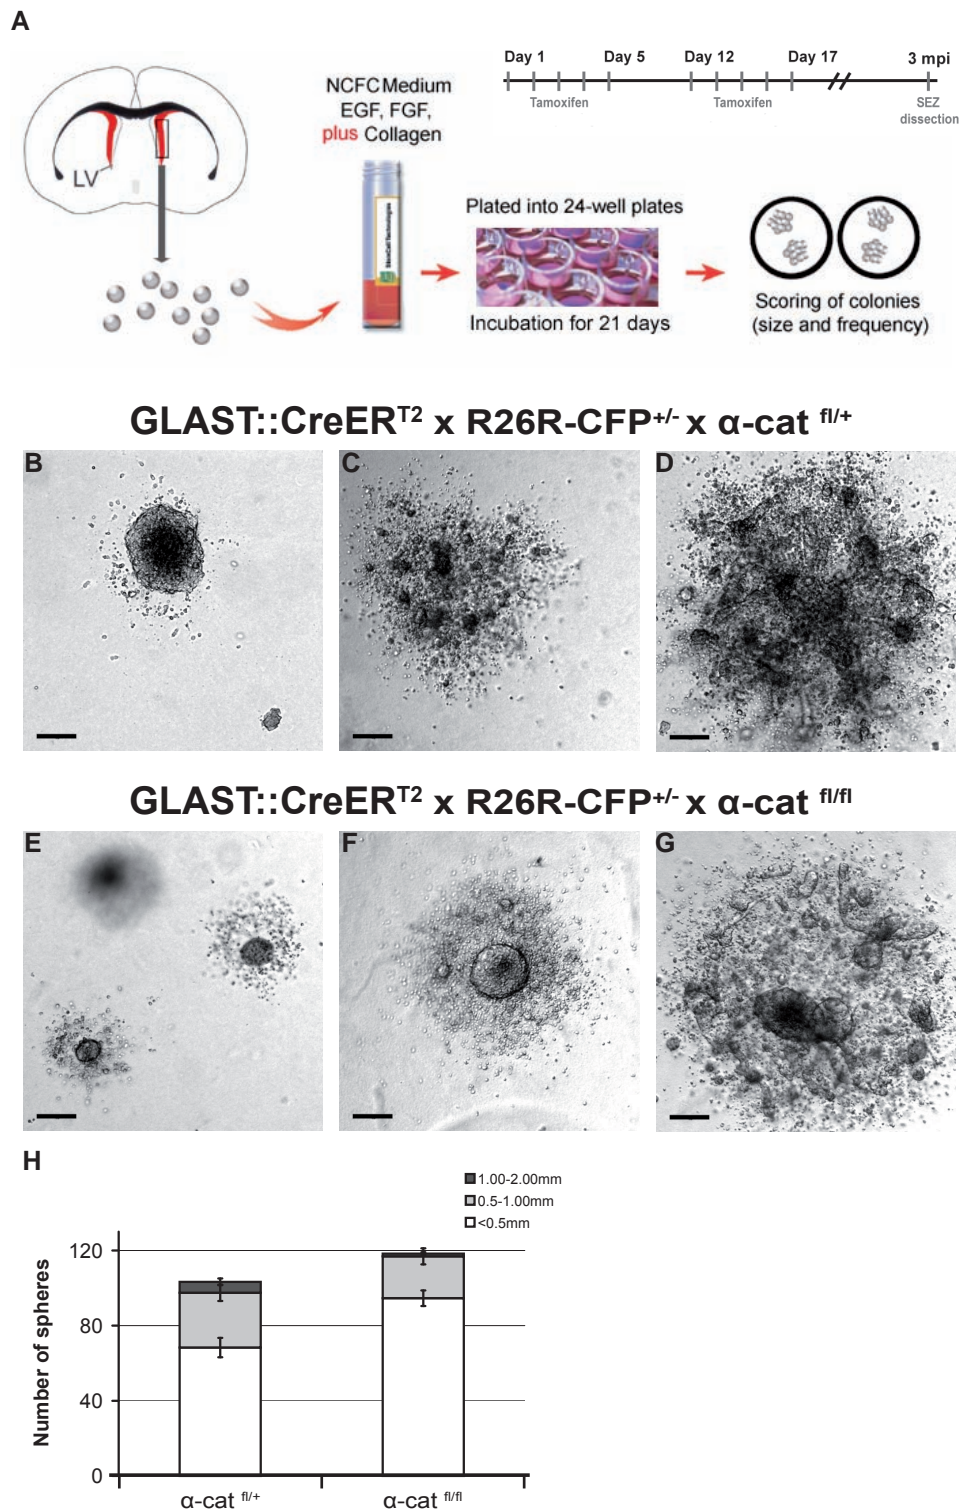 A
NCFC Medium
EGF, FGF,
plus Collagen
Day 1 Day 5 Day 12 Day 17 3 mpi
Tamoxifen Tamoxifen SEZ
dissection
LV
StemCell Technologies
Plated into 24-well plates
Incubation for 21 days
Scoring of colonies
(size and frequency)
GLAST::CreERT2 x R26R-CFP+/- x α-cat fl/+
B C D
GLAST::CreERT2 x R26R-CFP+/- x α-cat fl/fl
E F G
H
1.00-2.00mm
0.5-1.00mm
<0.5mm
Number of spheres
120
80
40
0
α-cat fl/+ α-cat fl/fl